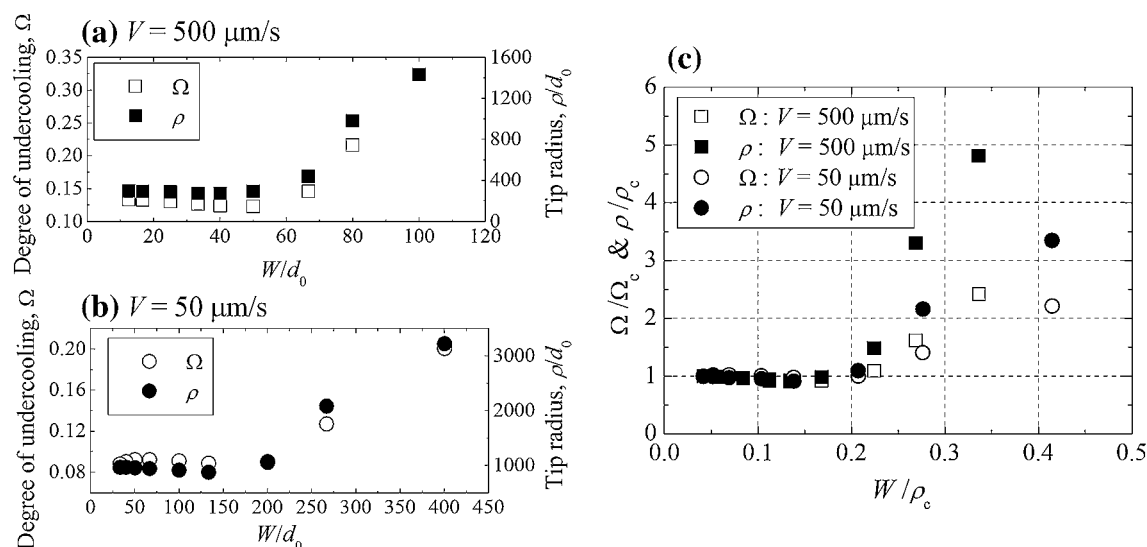 (a) V = 500 μm/s
Degree of undercooling, Ω
0.35
0.30
0.25
0.20
0.15
0.10
Ω
ρ
1600
1200
800
400
0
Tip radius, ρ/d0
0 20 40 60 80 100 120
W/d0
(b) V = 50 μm/s
Degree of undercooling, Ω
0.20
0.16
0.12
0.08
Ω
ρ
3000
2000
1000
Tip radius, ρ/d0
0 50 100 150 200 250 300 350 400 450
W/d0
(c)
Ω/Ωc & ρ/ρc
6
5
4
3
2
1
0
Ω : V = 500 μm/s
ρ : V = 500 μm/s
Ω : V = 50 μm/s
ρ : V = 50 μm/s
0.0 0.1 0.2 0.3 0.4 0.5
W/ρc